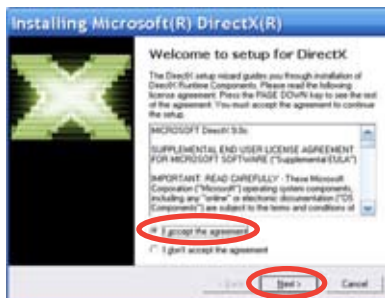 Installing Microsoft(R) DirectX(R)
Welcome to setup for DirectX
The DirectX setup wizard guides you through installation of
DirectX Runtime Components. Please read the following
license agreement. Press the PAGE DOWN key to see the rest
of the agreement. You must accept the agreement to continue
the setup.
MICROSOFT DirectX 9.0c
SUPPLEMENTAL END USER LICENSE AGREEMENT
FOR MICROSOFT SOFTWARE ("Supplemental EULA")
IMPORTANT: READ CAREFULLY - These Microsoft
Corporation ("Microsoft") operating system components,
including any "online" or electronic documentation ("OS
Components") are subject to the terms and conditions of
I accept the agreement
I don't accept the agreement
Next >
Cancel